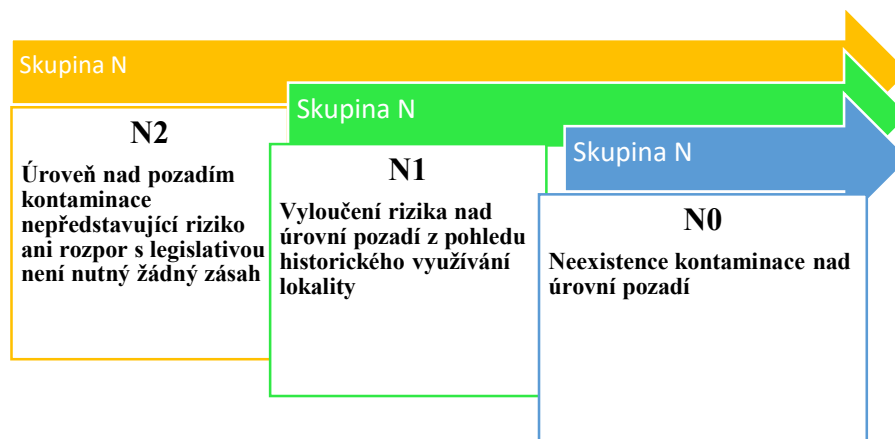 Skupina N
N2
Úroveň nad pozadím
kontaminace
nepředstavující riziko
ani rozpor s legislativou
není nutný žádný zásah
Skupina N
N1
Vyloučení rizika nad
úrovní pozadí z pohledu
historického využívání
lokality
Skupina N
N0
Neexistence kontaminace nad
úrovní pozadí